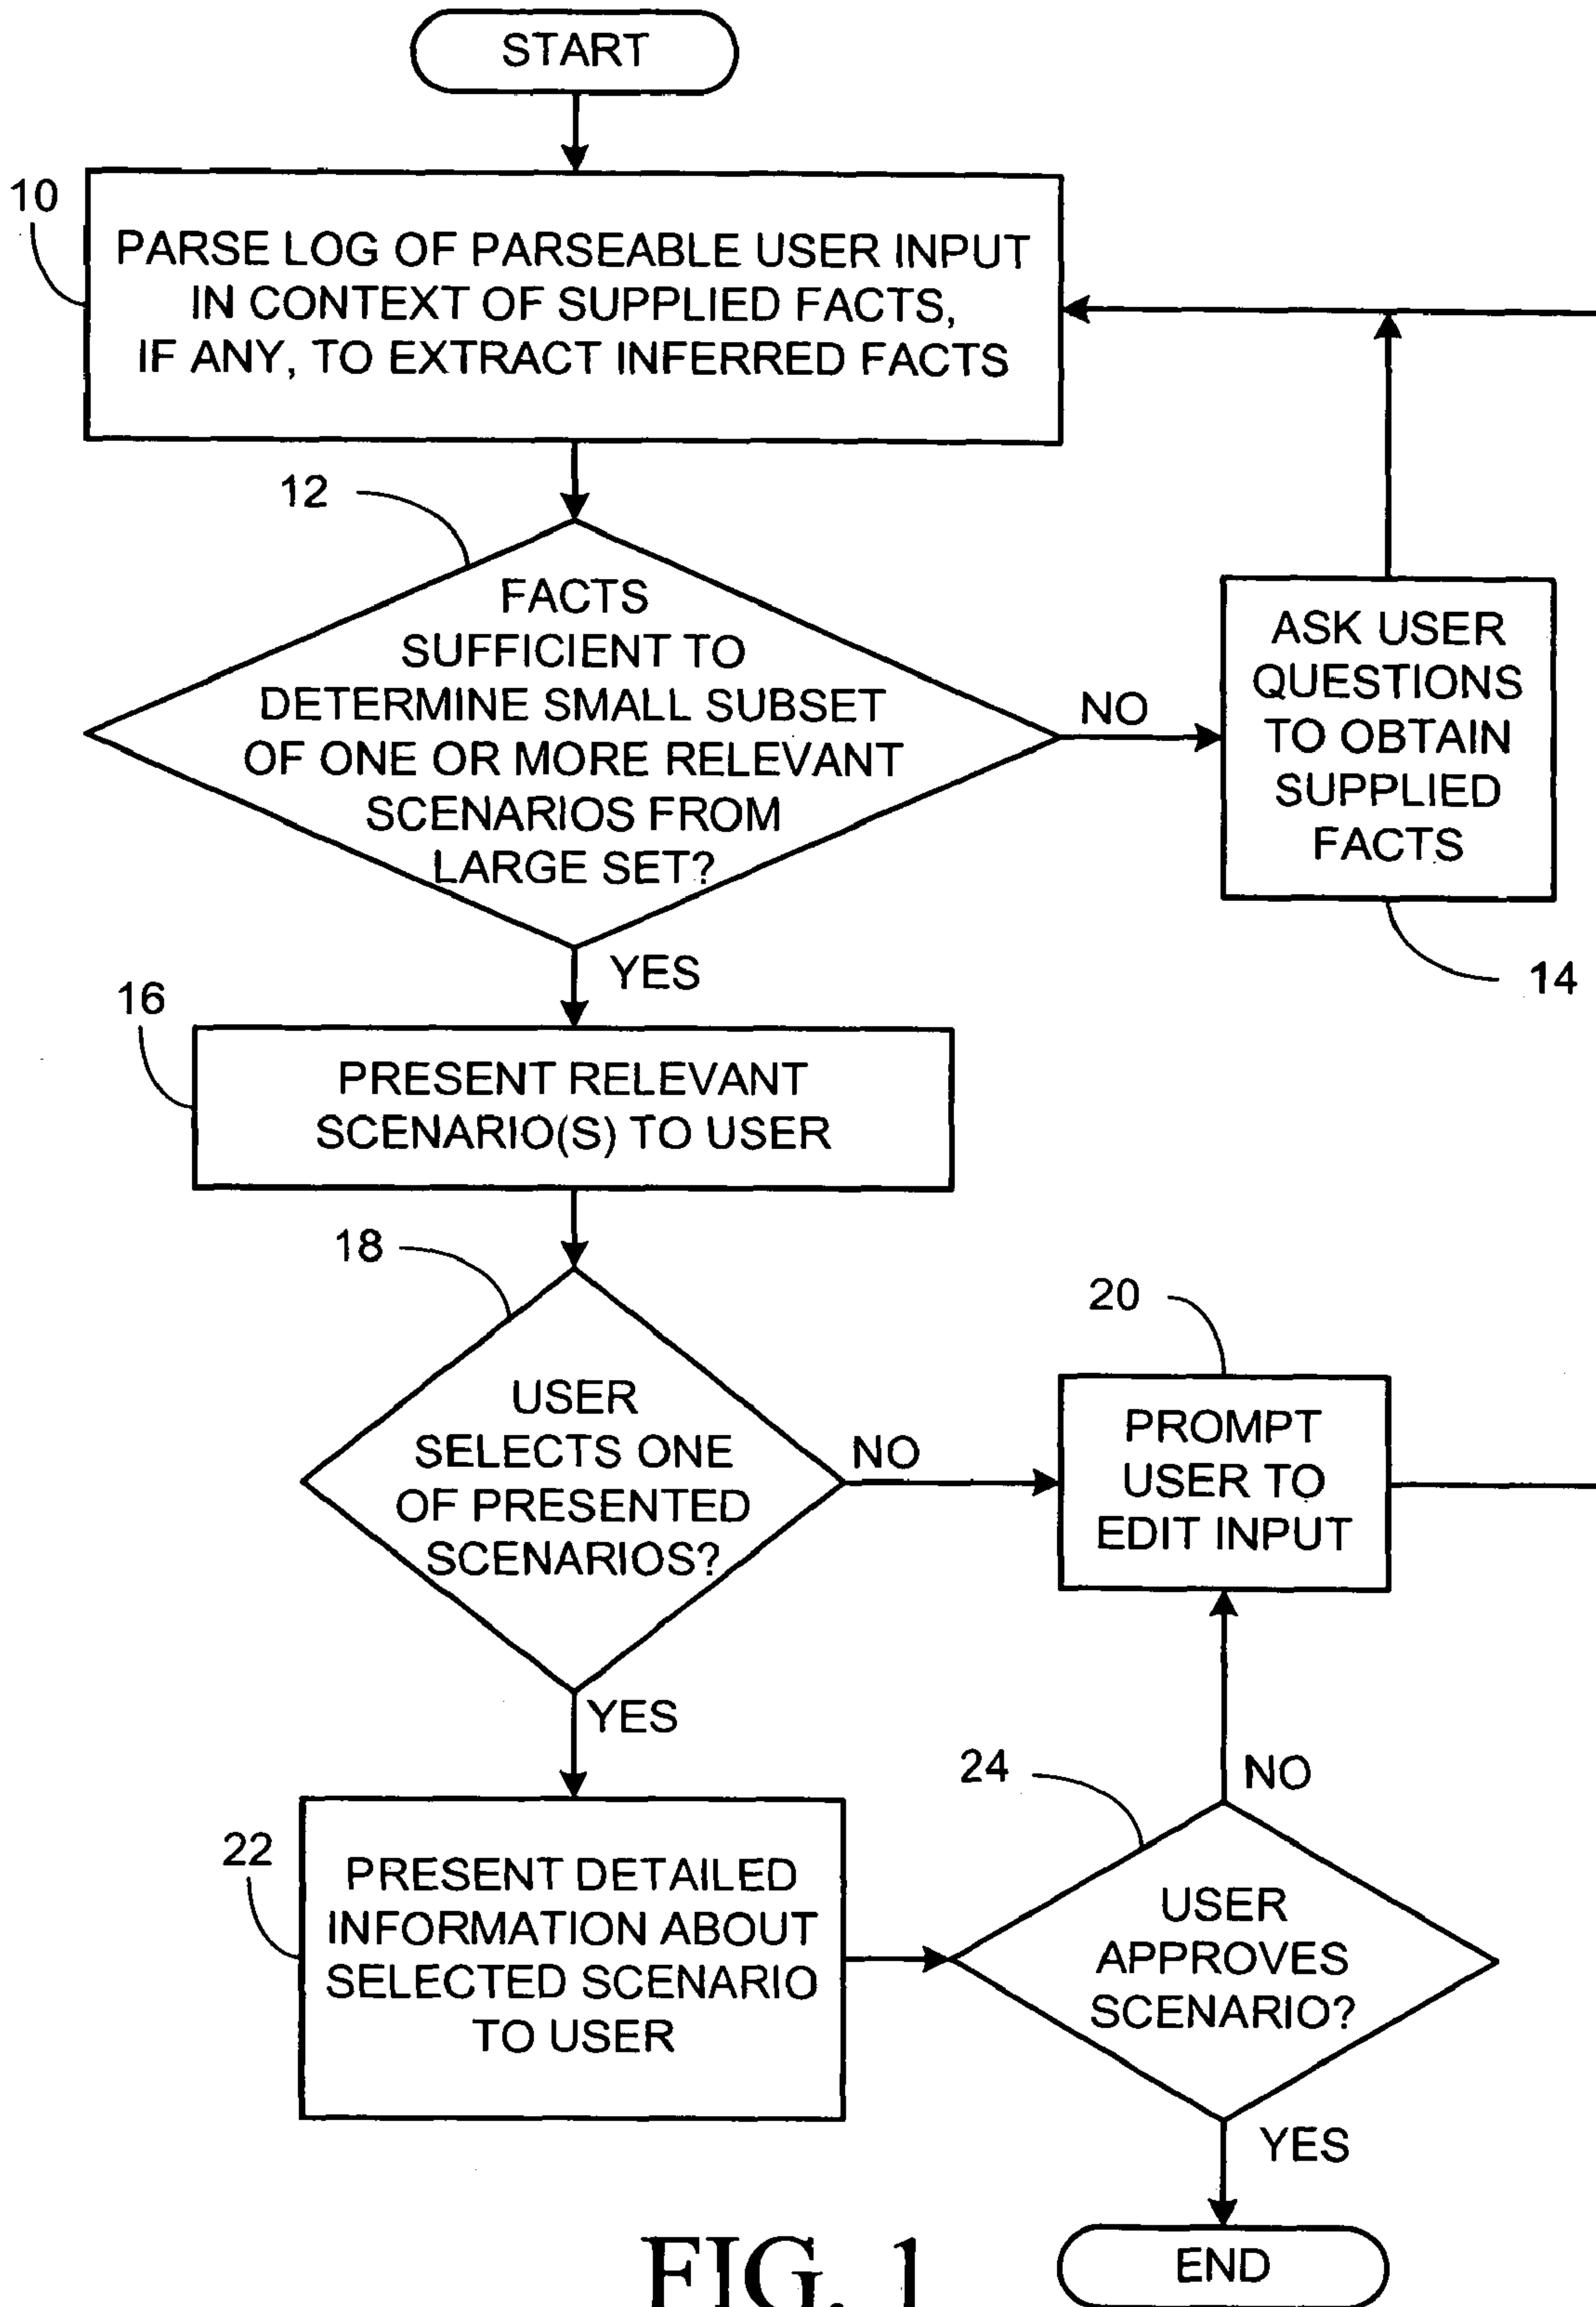 START
10
PARSE LOG OF PARSEABLE USER INPUT
IN CONTEXT OF SUPPLIED FACTS,
IF ANY, TO EXTRACT INFERRED FACTS
12
FACTS
SUFFICIENT TO
DETERMINE SMALL SUBSET
OF ONE OR MORE RELEVANT
SCENARIOS FROM
LARGE SET?
NO
ASK USER
QUESTIONS
TO OBTAIN
SUPPLIED
FACTS
14
YES
16
PRESENT RELEVANT
SCENARIO(S) TO USER
18
USER
SELECTS ONE
OF PRESENTED
SCENARIOS?
NO
20
PROMPT
USER TO
EDIT INPUT
YES
22
PRESENT DETAILED
INFORMATION ABOUT
SELECTED SCENARIO
TO USER
24
NO
USER
APPROVES
SCENARIO?
YES
END
FIG. 1